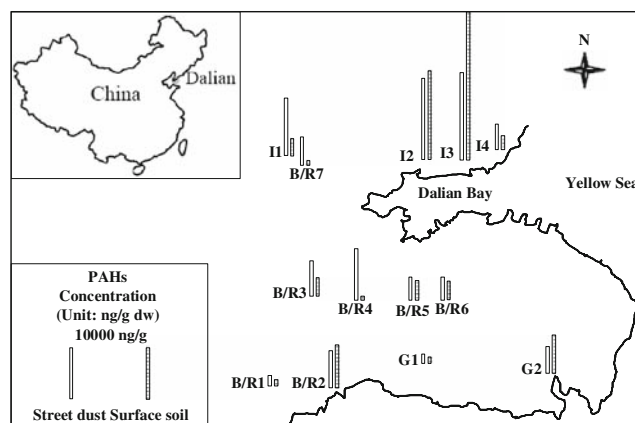 China
Dalian
N
I1
B/R7
I2
I3
I4
Dalian Bay
Yellow Sea
B/R3
B/R4
B/R5
B/R6
B/R1
B/R2
G1
G2
PAHs
Concentration
(Unit: ng/g dw)
10000 ng/g
Street dust Surface soil